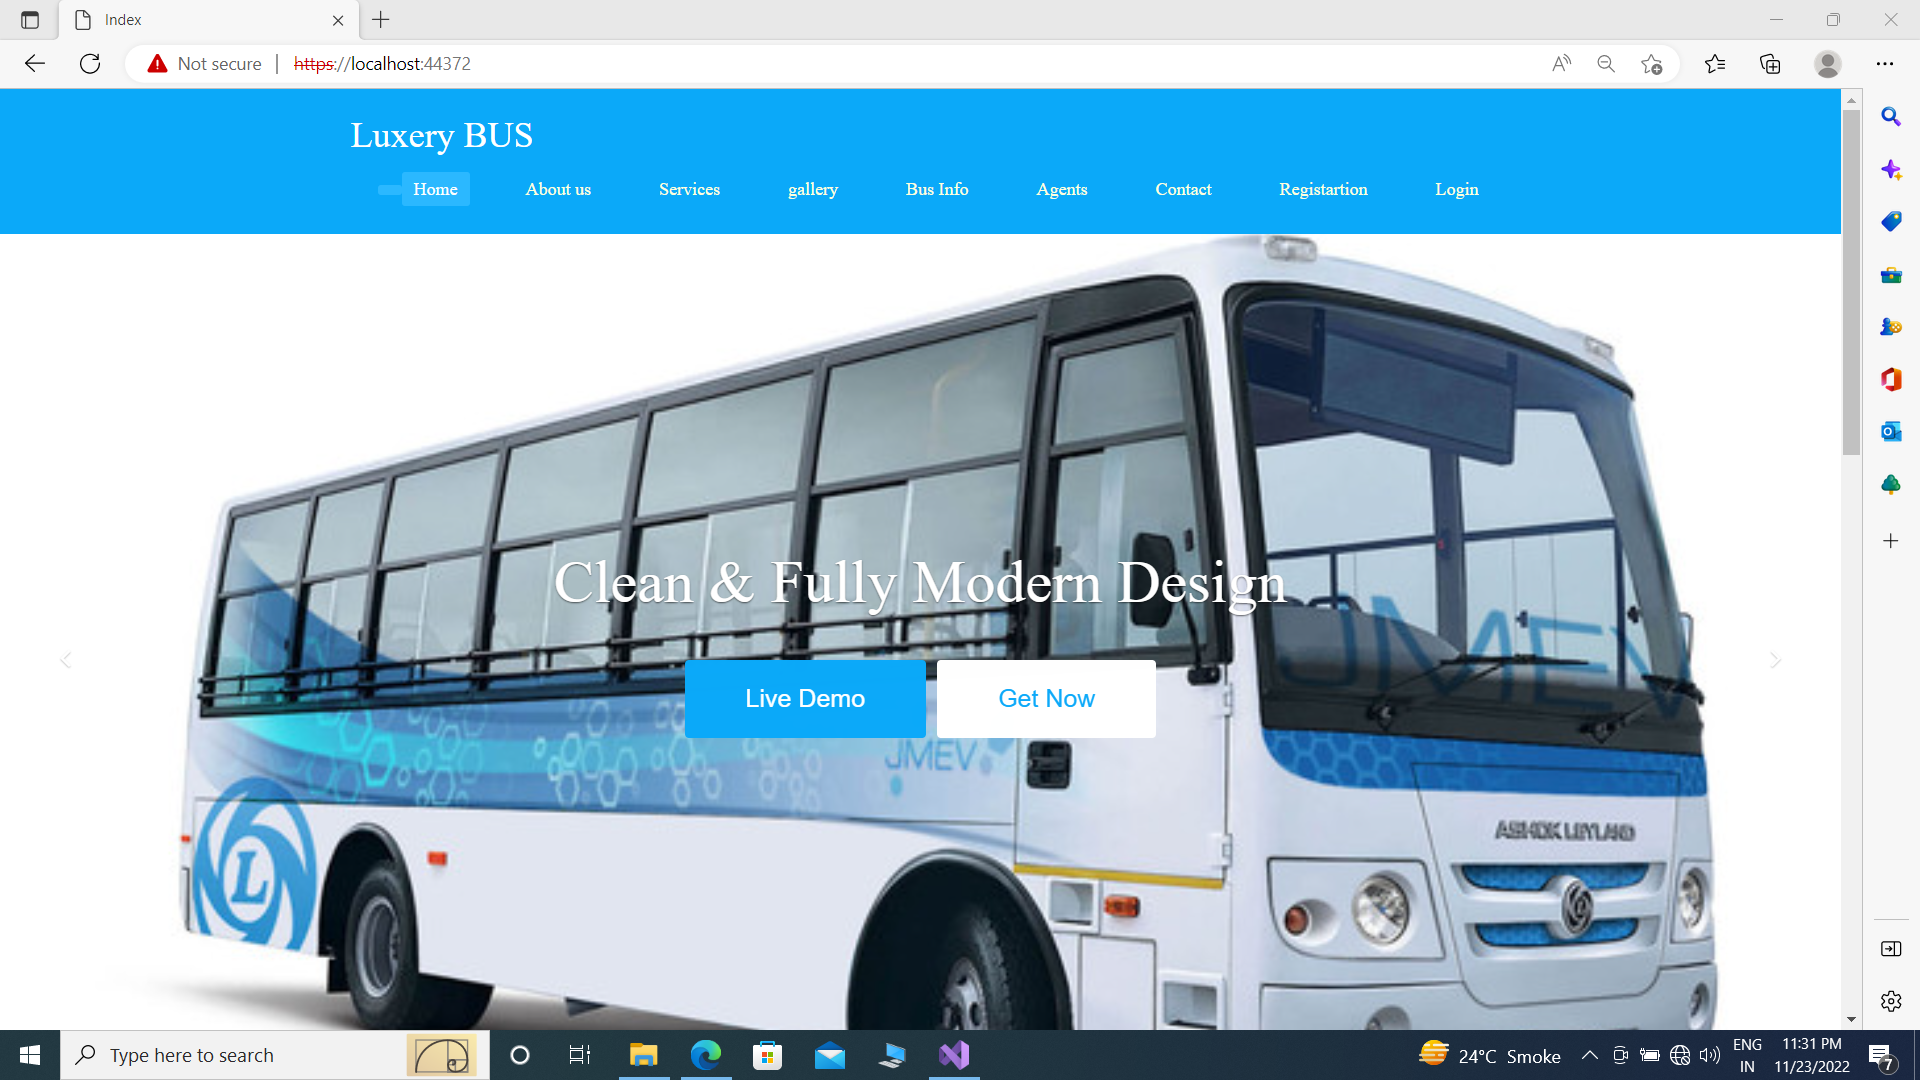 Index
Not secure
https://localhost:44372
Luxery BUS
Home About us Services gallery Bus Info Agents Contact Registartion Login
Clean & Fully Modern Design
JMEV
Live Demo Get Now
JMEV
ASHOK LEYLAND
L
Type here to search
24°C Smoke
ENG
IN
11:31 PM
11/23/2022
7